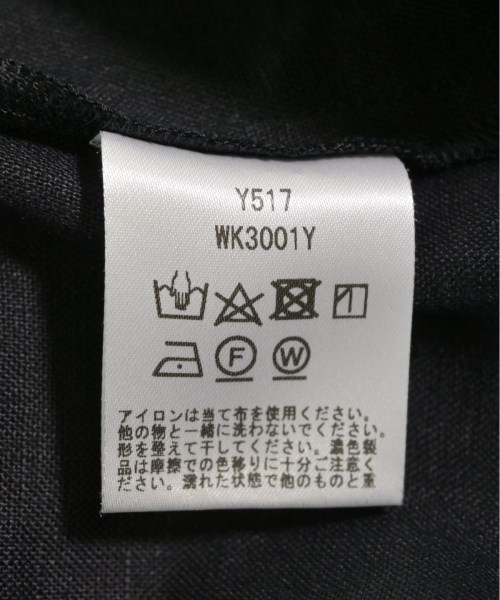 Y517
WK3001Y
F
W
アイロンは当て布を使用ください。
他の物と一緒に洗わないでください。
形を整えて干してください。濃色製
品は摩擦での色移りに十分ご注意く
ださい。濡れた状態で他のものと重